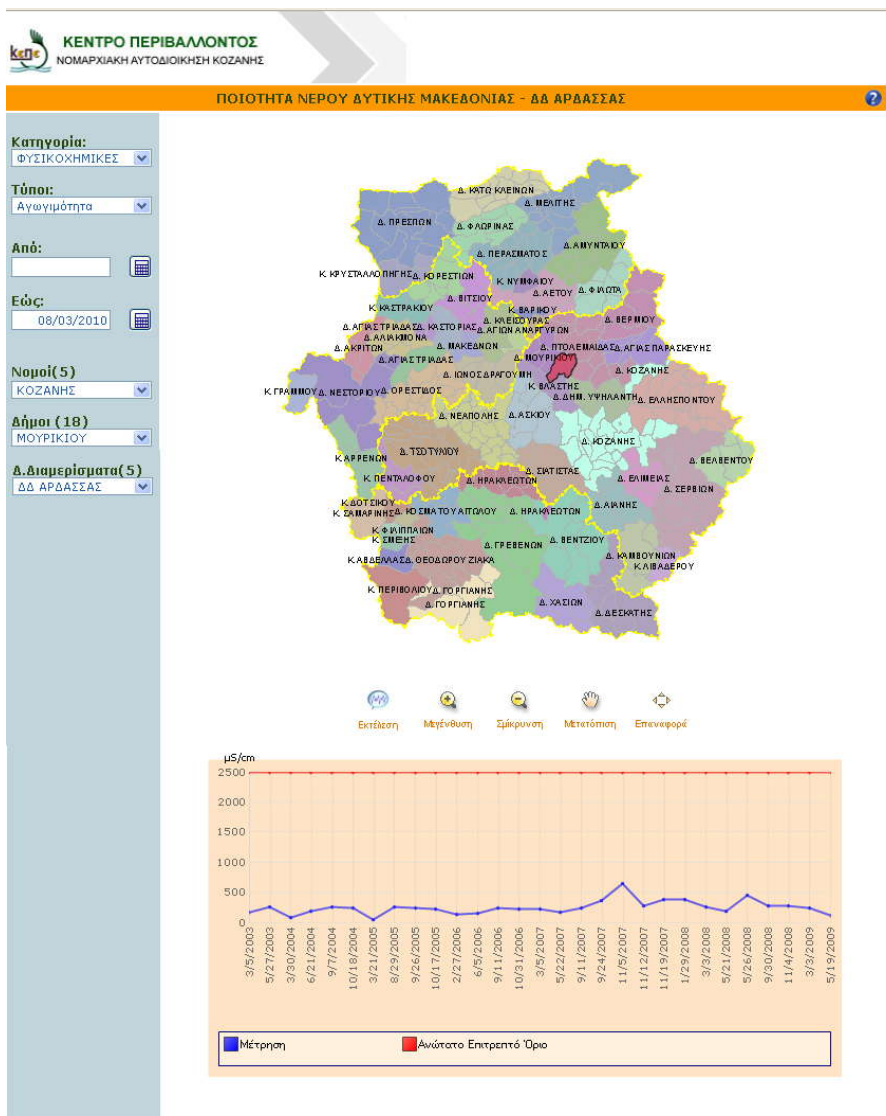 κεπε
ΚΕΝΤΡΟ ΠΕΡΙΒΑΛΛΟΝΤΟΣ
ΝΟΜΑΡΧΙΑΚΗ ΑΥΤΟΔΙΟΙΚΗΣΗ ΚΟΖΑΝΗΣ
ΠΟΙΟΤΗΤΑ ΝΕΡΟΥ ΔΥΤΙΚΗΣ ΜΑΚΕΔΟΝΙΑΣ - ΔΔ ΑΡΔΑΣΣΑΣ
?
Κατηγορία:
ΦΥΣΙΚΟΧΗΜΙΚΕΣ
Τύποι:
Αγωγιμότητα
Από:
Εώς:
08/03/2010
Νομοί(5)
ΚΟΖΑΝΗΣ
Δήμοι (18)
ΜΟΥΡΙΚΙΟΥ
Δ.Διαμερίσματα(5)
ΔΔ ΑΡΔΑΣΣΑΣ
Δ. ΚΑΤΩ ΚΛΕΙΝΩΝ
Δ. ΜΕΛΙΤΗΣ
Δ. ΠΡΕΣΠΩΝ
Δ. ΦΛΩΡΙΝΑΣ
Δ. ΑΜΥΝΤΑΙΟΥ
Δ. ΠΕΡΑΣΜΑΤΟΣ
Κ. ΚΡΥΣΤΑΛΛΟΠΗΓΗΣ Δ. ΚΟΡΕΣΤΙΩΝ
Κ. ΝΥΜΦΑΙΟΥ
Δ. ΑΕΤΟΥ Δ. ΦΙΛΩΤΑ
Δ. ΒΙΤΣΙΟΥ
Κ. ΚΑΣΤΡΑΚΙΟΥ Κ. ΒΑΡΙΚΟΥ
Δ. ΚΛΕΙΣΟΥΡΑΣ Δ. ΒΕΡΜΙΟΥ
Δ. ΑΓΙΑΣ ΤΡΙΑΔΑΣ Δ. ΚΑΣΤΟΡΙΑΣ Δ. ΑΓΙΩΝ ΑΝΑΡΓΥΡΩΝ
Δ. ΑΛΙΑΚΜΟΝΑ
Δ. ΑΚΡΙΤΩΝ Δ. ΜΑΚΕΔΝΩΝ Δ. ΠΤΟΛΕΜΑΙΔΑΣ Δ. ΑΓΙΑΣ ΠΑΡΑΣΚΕΥΗΣ
Δ. ΑΓΙΑΣ ΤΡΙΑΔΑΣ Δ. ΜΟΥΡΙΚΙΟΥ
Δ. ΙΩΝΟΣ ΔΡΑΓΟΥΜΗ Δ. ΚΟΖΑΝΗΣ
Κ. ΓΡΑΜΜΟΥ Δ. ΝΕΣΤΟΡΙΟΥ Δ. ΟΡΕΣΤΙΔΟΣ Κ. ΒΛΑΣΤΗΣ
Δ. ΔΗΜ. ΥΨΗΛΑΝΤΗ Δ. ΕΛΛΗΣΠΟΝΤΟΥ
Δ. ΝΕΑΠΟΛΗΣ Δ. ΑΣΚΙΟΥ
Δ. ΚΟΖΑΝΗΣ
Κ. ΑΡΡΕΝΩΝ Δ. ΤΣΟΤΥΛΙΟΥ Δ. ΒΕΛΒΕΝΤΟΥ
Δ. ΣΙΑΤΙΣΤΑΣ
Κ. ΠΕΝΤΑΛΟΦΟΥ Δ. ΗΡΑΚΛΕΩΤΩΝ Δ. ΕΛΙΜΕΙΑΣ
Δ. ΣΕΡΒΙΩΝ
Κ. ΔΟΤΣΙΚΟΥ
Κ. ΣΑΜΑΡΙΝΗΣ Δ. ΚΟΣΜΑ ΤΟΥ ΑΙΤΩΛΟΥ Δ. ΗΡΑΚΛΕΩΤΩΝ Δ. ΑΙΑΝΗΣ
Κ. ΦΙΛΙΠΠΑΙΩΝ
Κ. ΣΜΙΞΗΣ Δ. ΓΡΕΒΕΝΩΝ Δ. ΒΕΝΤΖΙΟΥ
Κ. ΑΒΔΕΛΛΑΣ Δ. ΘΕΟΔΩΡΟΥ ΖΙΑΚΑ Δ. ΚΑΜΒΟΥΝΙΩΝ
Κ. ΛΙΒΑΔΕΡΟΥ
Κ. ΠΕΡΙΒΟΛΙΟΥ Δ. ΓΟΡΓΙΑΝΗΣ
Δ. ΓΟΡΓΙΑΝΗΣ Δ. ΧΑΣΙΩΝ
Δ. ΔΕΣΚΑΤΗΣ
Εκτέλεση Μεγένθυση Σμίκρυνση Μετατόπιση Επαναφορά
μS/cm
2500
2000
1500
1000
500
0
3/5/2003 5/27/2003 3/30/2004 6/21/2004 9/7/2004 10/18/2004 3/21/2005 8/29/2005 9/26/2005 10/17/2005 2/27/2006 6/5/2006 9/11/2006 10/31/2006 3/5/2007 5/22/2007 9/11/2007 9/24/2007 11/5/2007 11/12/2007 11/19/2007 1/29/2008 3/3/2008 5/21/2008 5/26/2008 9/30/2008 11/4/2008 3/3/2009 5/19/2009
Μέτρηση Ανώτατο Επιτρεπτό Όριο